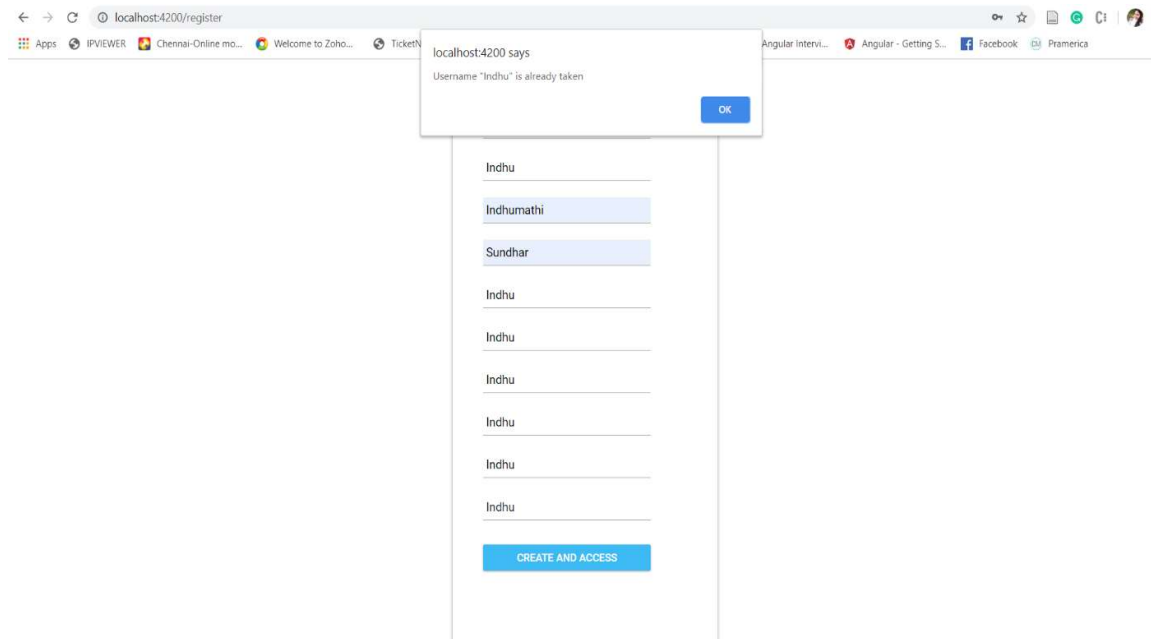 localhost:4200/register
Apps IPVIEWER Chennai-Online mo... Welcome to Zoho... TicketN Angular Intervi... Angular - Getting S... Facebook Pramerica
localhost:4200 says
Username "Indhu" is already taken
OK
Indhu
Indhumathi
Sundhar
Indhu
Indhu
Indhu
Indhu
Indhu
Indhu
CREATE AND ACCESS